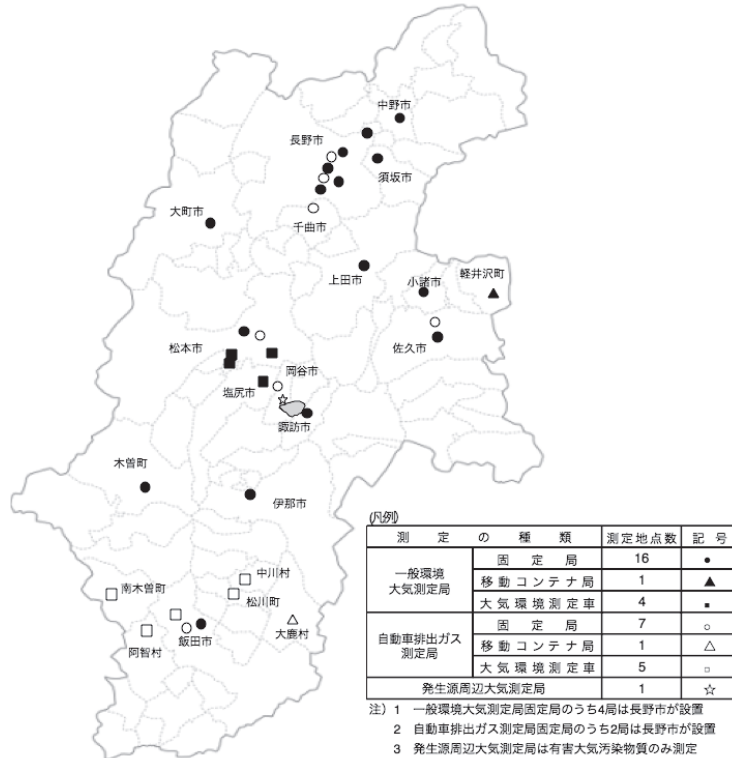 中野市
長野市
須坂市
大町市
千曲市
上田市
小諸市
軽井沢町
松本市
佐久市
岡谷市
塩尻市
諏訪市
木曽町
伊那市
中川村
南木曽町
松川町
大鹿村
飯田市
阿智村
(凡例)
測定の種類 測定地点数 記号
一般環境大気測定局 固定局 16 ●
移動コンテナ局 1 ▲
大気環境測定車 4 ■
自動車排出ガス測定局 固定局 7 ○
移動コンテナ局 1 △
大気環境測定車 5 □
発生源周辺大気測定局 1 ☆
注) 1 一般環境大気測定局固定局のうち4局は長野市が設置
2 自動車排出ガス測定局固定局のうち2局は長野市が設置
3 発生源周辺大気測定局は有害大気汚染物質のみ測定